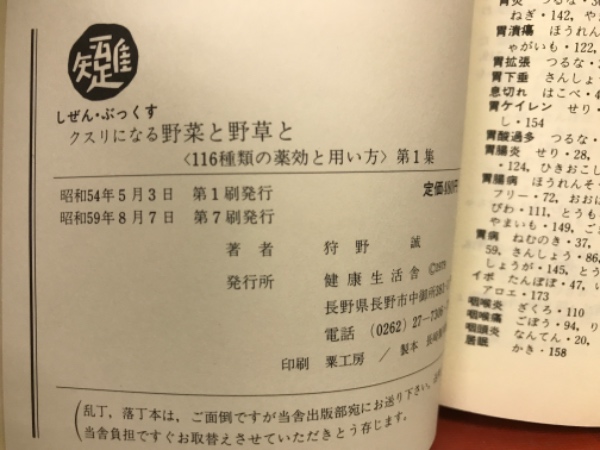 しぜん・ぶっくす
クスリになる野菜と野草と
〈116種類の薬効と用い方〉第1集
昭和54年5月3日 第1刷発行
昭和59年8月7日 第7刷発行
定価
著者 狩野 誠
発行所 健康生活舎©1979
長野県長野市中御所
電話 (0262)27-
印刷 栗工房 / 製本
乱丁、落丁本は、ご面倒ですが当舎出版部宛にお送り下さい。
当舎負担ですぐお取替えさせていただきとう存じます。
ねぎ・142,
胃潰瘍 ほうれん
ゃがいも・122,
胃拡張 つるな・
胃下垂 さんしょう
息切れ はこべ・
胃ケイレン せり・
し・154
胃酸過多 つるな・
胃腸炎 せり・28,
・124, ひきおこし
胃腸病 ほうれんそ
フリー・72, おおば
びわ・111, とうも
やまいも・149, ご
胃病 ねむのき・37,
59, さんしょう・86,
しょうが・145, とう
イボ たんぽぽ・47,
アロエ・173
咽喉炎 ざくろ・110
咽喉痛 ごぼう・94,
咽頭炎 なんてん・20,
居眠 かき・158